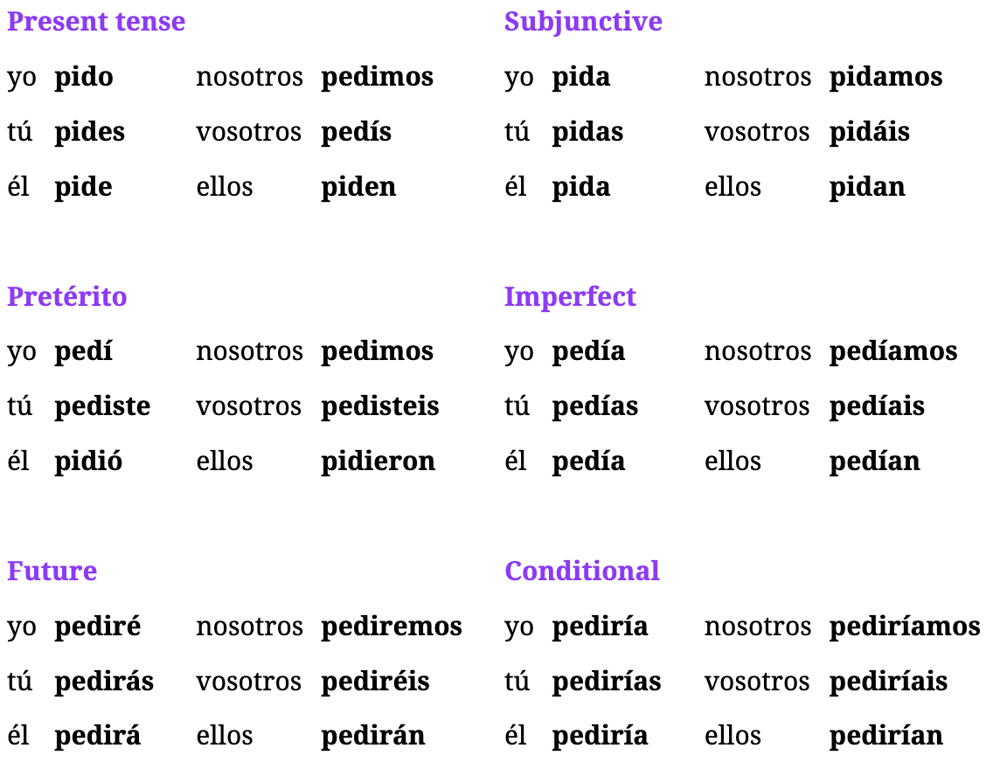 Present tense
yo pido nosotros pedimos
tú pides vosotros pedís
él pide ellos piden
Subjunctive
yo pida nosotros pidamos
tú pidas vosotros pidáis
él pida ellos pidan
Pretérito
yo pedí nosotros pedimos
tú pediste vosotros pedisteis
él pidió ellos pidieron
Imperfect
yo pedía nosotros pedíamos
tú pedías vosotros pedíais
él pedía ellos pedían
Future
yo pediré nosotros pediremos
tú pedirás vosotros pediréis
él pedirá ellos pedirán
Conditional
yo pediría nosotros pediríamos
tú pedirías vosotros pediríais
él pediría ellos pedirían